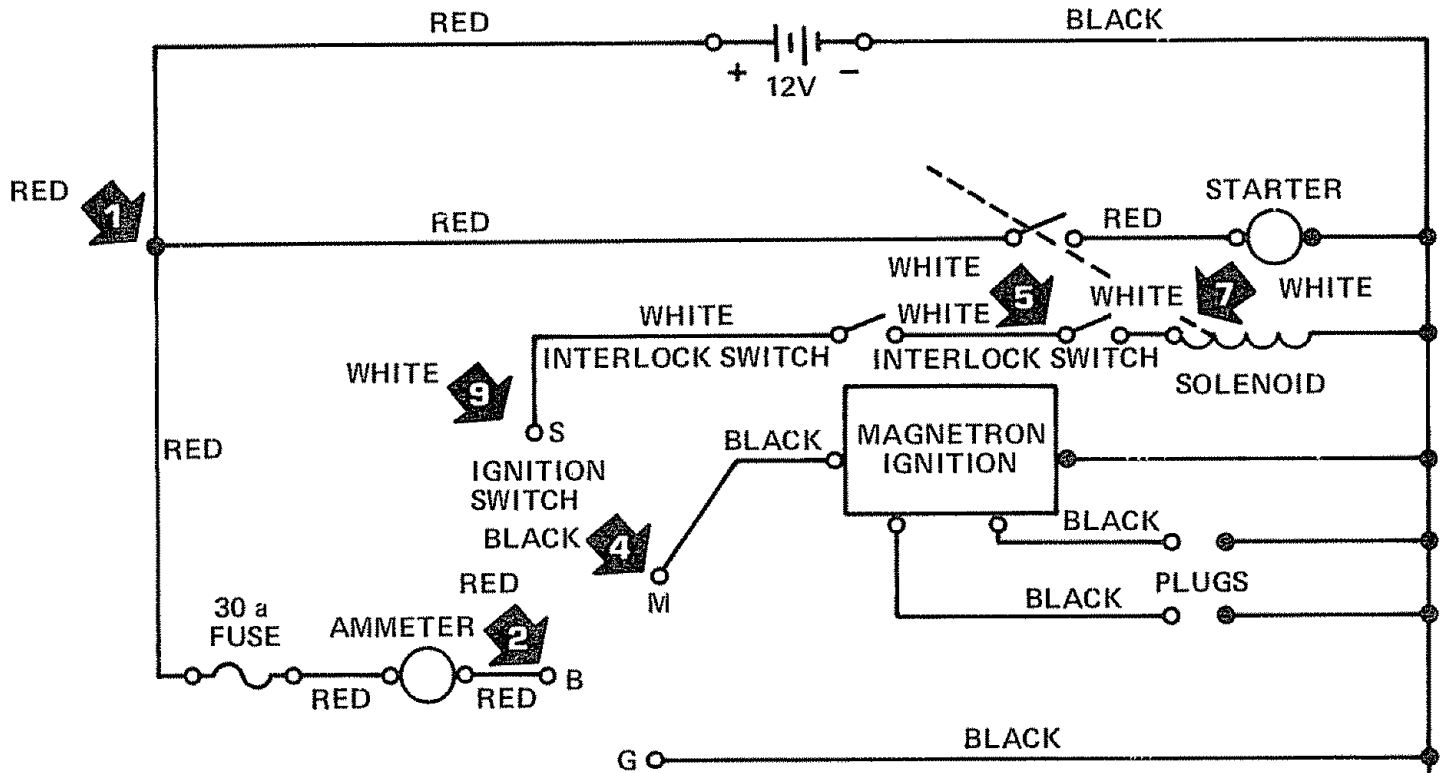 RED
BLACK
+ 12V −
RED
1
RED
RED
STARTER
WHITE
5
WHITE
7
WHITE
WHITE
WHITE
INTERLOCK SWITCH
INTERLOCK SWITCH
SOLENOID
WHITE
9
S
IGNITION
SWITCH
RED
BLACK
MAGNETRON
IGNITION
BLACK
4
M
BLACK
PLUGS
BLACK
RED
30 a
FUSE
AMMETER
2
B
RED
RED
G
BLACK